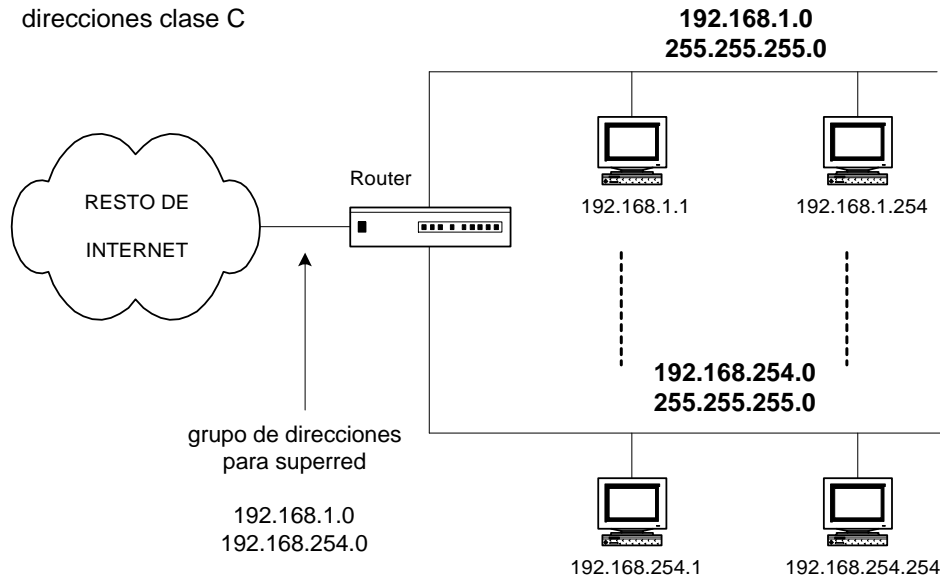 direcciones clase C
192.168.1.0
255.255.255.0
Router
RESTO DE
INTERNET
192.168.1.1
192.168.1.254
192.168.254.0
255.255.255.0
grupo de direcciones
para superred
192.168.1.0
192.168.254.0
192.168.254.1
192.168.254.254